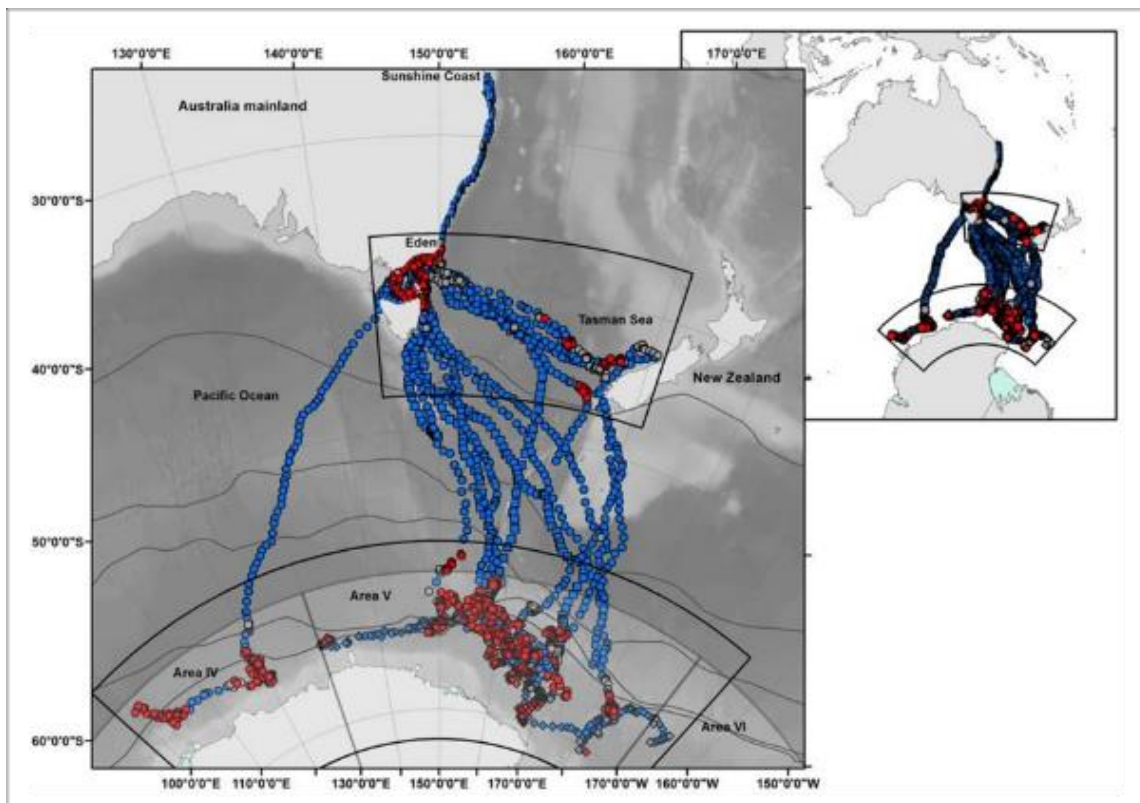 130°0'0"E 140°0'0"E 150°0'0"E 160°0'0"E 170°0'0"E
Sunshine Coast
Australia mainland
30°0'0"S
Eden
Tasman Sea
New Zealand
40°0'0"S
Pacific Ocean
50°0'0"S
Area V
Area IV
Area VI
60°0'0"S
100°0'0"E 110°0'0"E 130°0'0"E 150°0'0"E 170°0'0"E 170°0'0"W 160°0'0"W 150°0'0"W